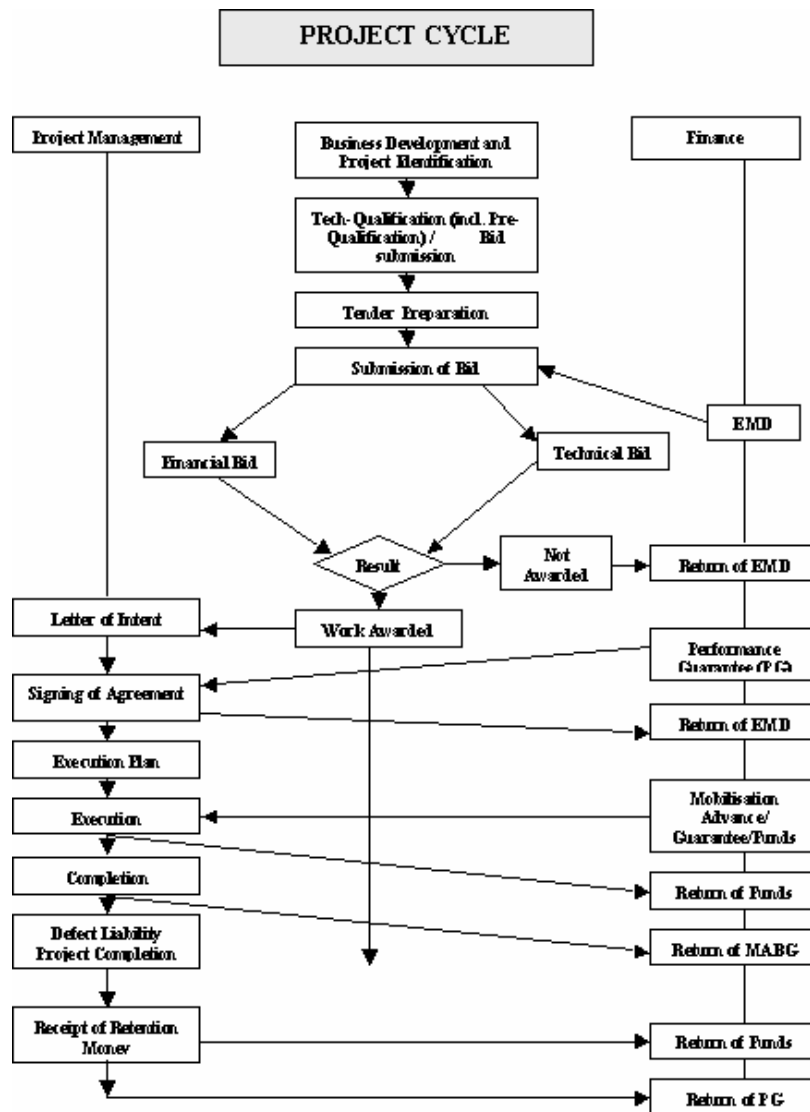 PROJECT CYCLE
Project Management
Business Development and
Project Identification
Finance
Tech-Qualification (incl. Pre-
Qualification) / Bid
submission
Tender Preparation
Submission of Bid
EMD
Financial Bid
Technical Bid
Result
Not
Awarded
Return of EMD
Letter of Intent
Work Awarded
Performance
Guarantee (PG)
Signing of Agreement
Return of EMD
Execution Plan
Execution
Mobilisation
Advance/
Guarantee/Funds
Completion
Return of Funds
Defect Liability
Project Completion
Return of MABG
Receipt of Retention
Money
Return of Funds
Return of PG